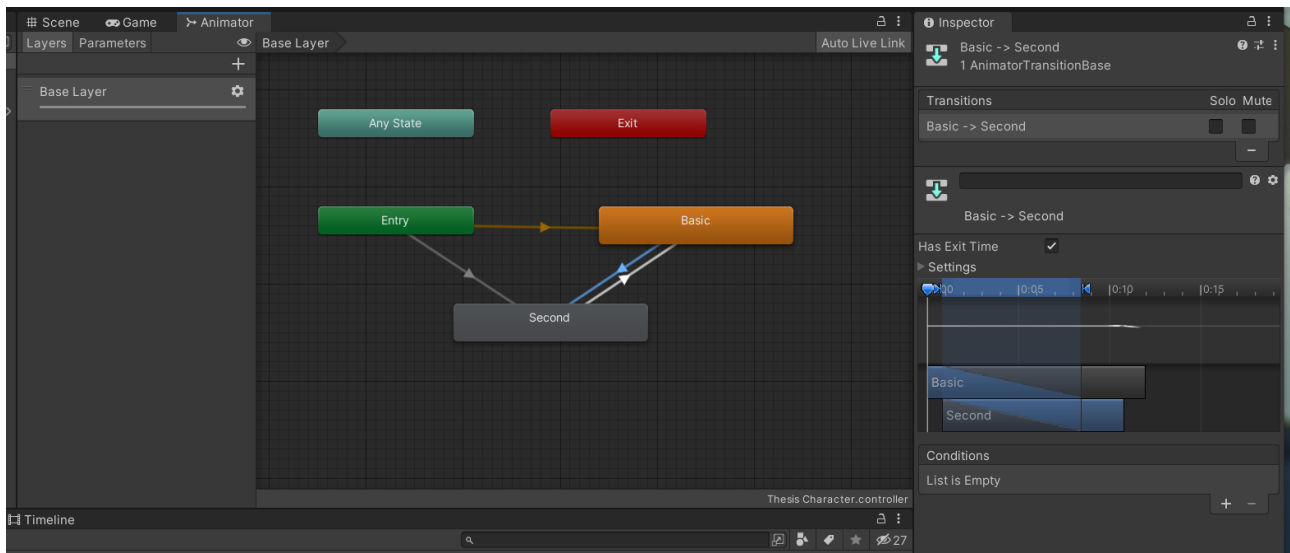 Scene Game Animator
Layers Parameters Base Layer Auto Live Link
Base Layer
Any State
Exit
Entry
Basic
Second
Thesis Character.controller
Timeline
27
Inspector
Basic -> Second
1 AnimatorTransitionBase
Transitions Solo Mute
Basic -> Second
Basic -> Second
Has Exit Time
Settings
0:05 0:10 0:15
Basic
Second
Conditions
List is Empty